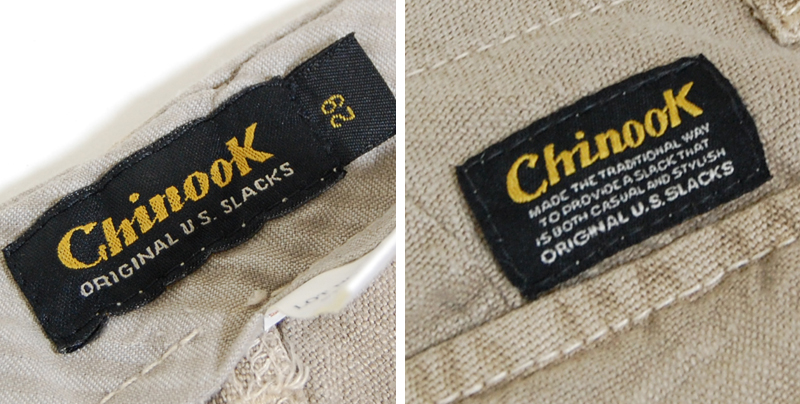 Chinook
ORIGINAL U.S. SLACKS
29
Chinook
MADE THE TRADITIONAL WAY
TO PROVIDE A SLACK THAT
IS BOTH CASUAL AND STYLISH
ORIGINAL U.S. SLACKS